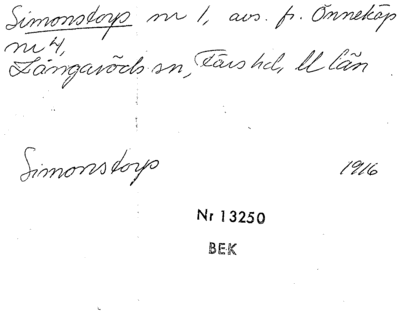 Simonstorp nr 1, avs. fr. Önneköp
nr 4,
Långaröds sn, Färs hd, M län
Simonstorp 1916
Nr 13250
BEK